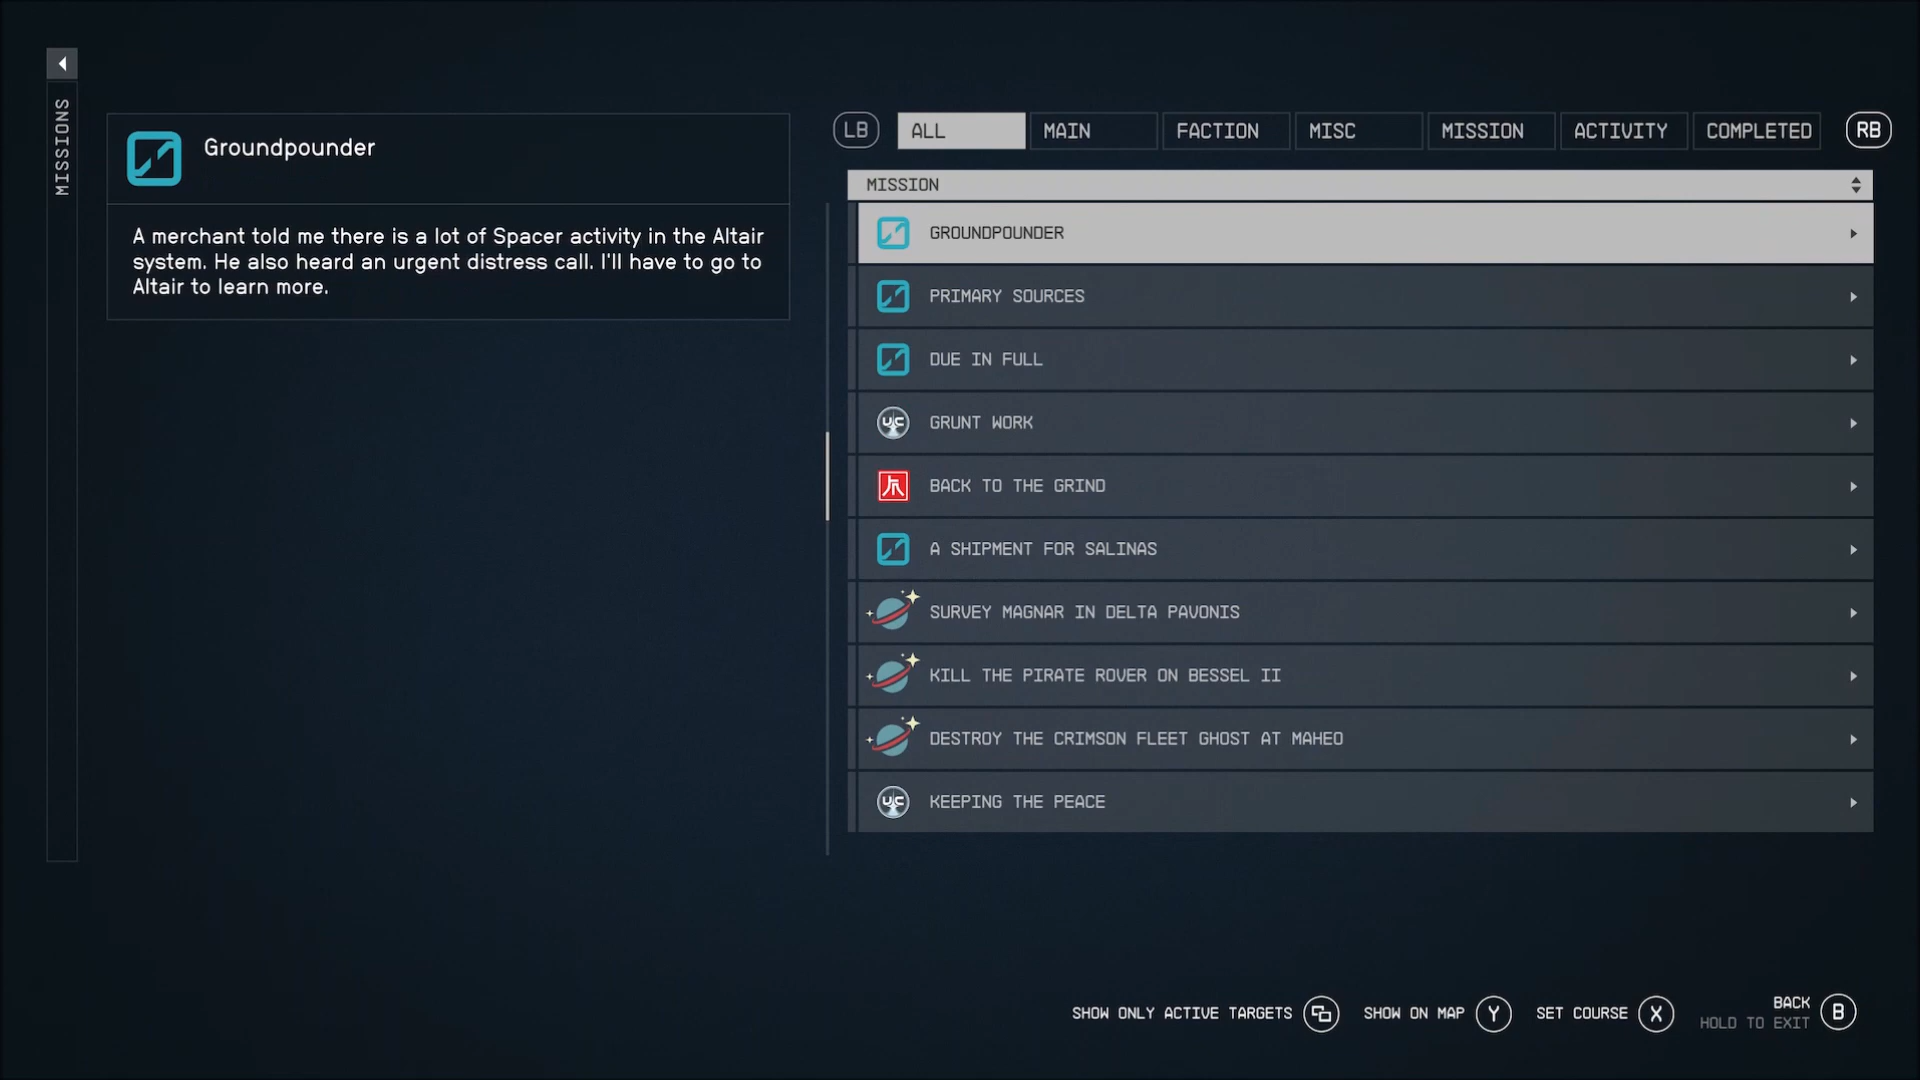 MISSIONS
Groundpounder
A merchant told me there is a lot of Spacer activity in the Altair
system. He also heard an urgent distress call. I'll have to go to
Altair to learn more.
LB
ALL
MAIN
FACTION
MISC
MISSION
ACTIVITY
COMPLETED
RB
MISSION
GROUNDPOUNDER
PRIMARY SOURCES
DUE IN FULL
UC
GRUNT WORK
BACK TO THE GRIND
A SHIPMENT FOR SALINAS
SURVEY MAGNAR IN DELTA PAVONIS
KILL THE PIRATE ROVER ON BESSEL II
DESTROY THE CRIMSON FLEET GHOST AT MAHEO
UC
KEEPING THE PEACE
SHOW ONLY ACTIVE TARGETS
SHOW ON MAP Y
SET COURSE X
BACK B
HOLD TO EXIT